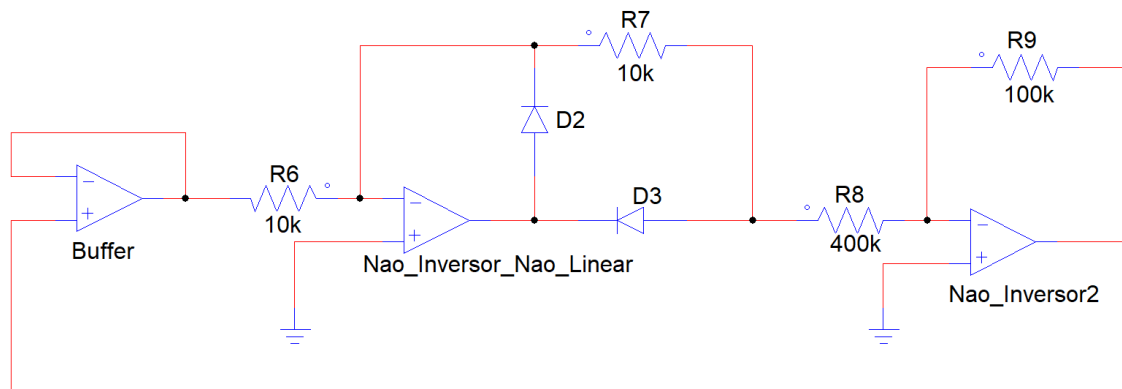 R7
10k
R9
100k
D2
R6
10k
D3
R8
400k
−
+
Buffer
−
+
Nao_Inversor_Nao_Linear
−
+
Nao_Inversor2